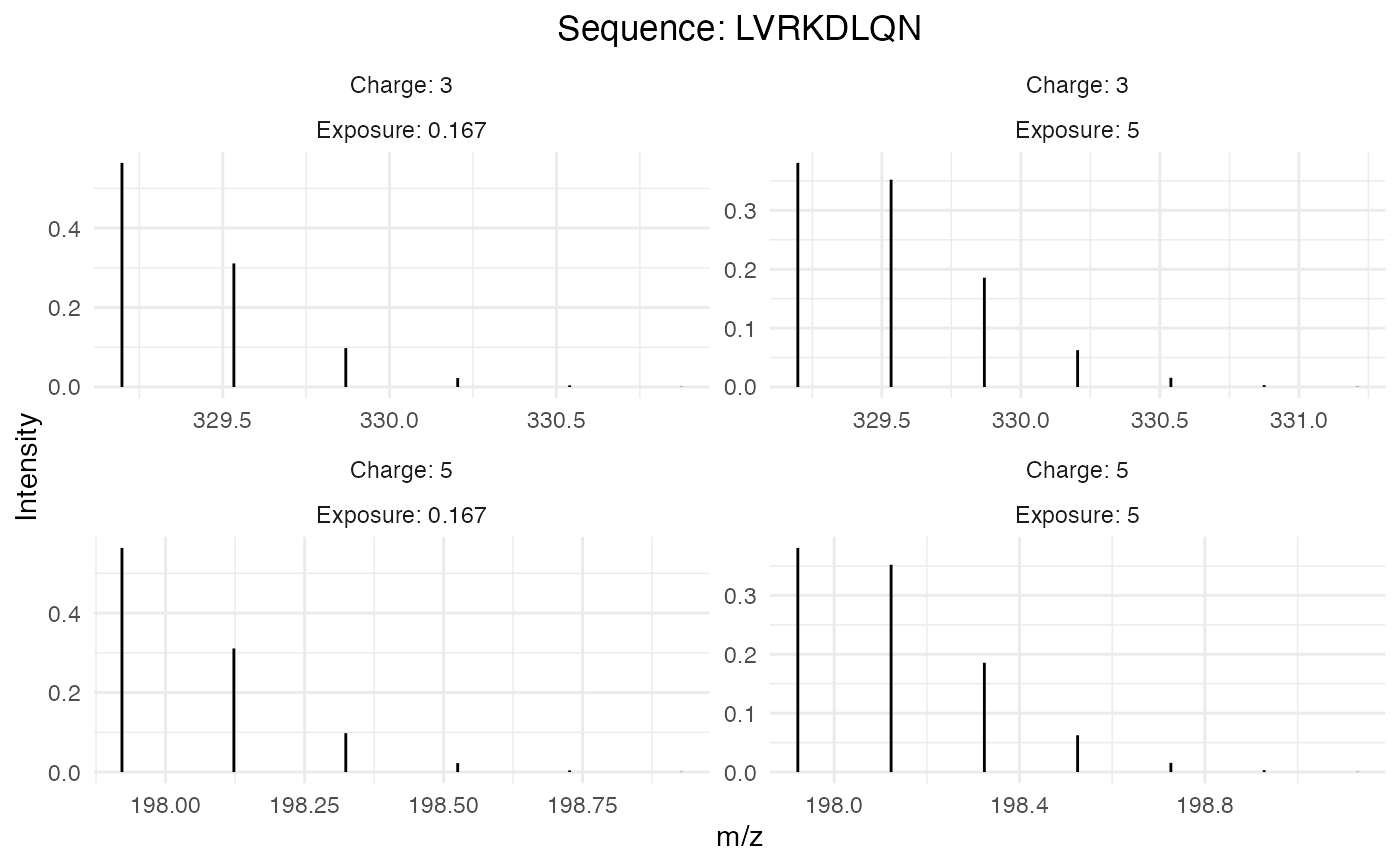 Sequence: LVRKDLQN
Charge: 3
Exposure: 0.167
0.4
0.2
0.0
329.5 330.0 330.5
Charge: 3
Exposure: 5
0.3
0.2
0.1
0.0
329.5 330.0 330.5 331.0
Intensity
Charge: 5
Exposure: 0.167
0.4
0.2
0.0
198.00 198.25 198.50 198.75
Charge: 5
Exposure: 5
0.3
0.2
0.1
0.0
198.0 198.4 198.8
m/z